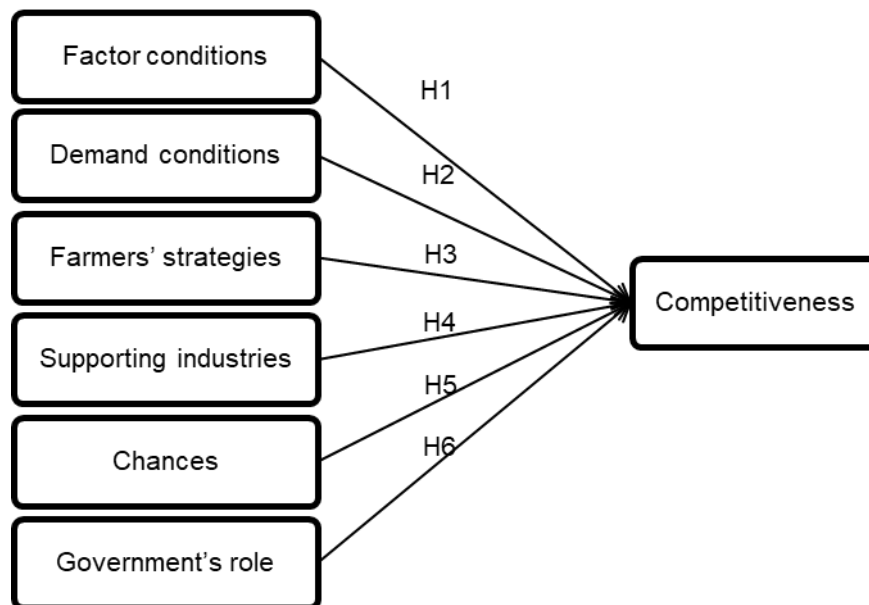 Factor conditions
H1
Demand conditions
H2
Farmers’ strategies
H3
Competitiveness
Supporting industries
H4
Chances
H5
Government’s role
H6